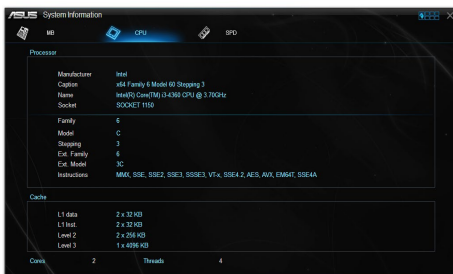 ASUS System Information
MB CPU SPD
Processor
Manufacturer Intel
Caption x64 Family 6 Model 60 Stepping 3
Name Intel(R) Core(TM) i3-4360 CPU @ 3.70GHz
Socket SOCKET 1150
Family 6
Model C
Stepping 3
Ext. Family 6
Ext. Model 3C
Instructions MMX, SSE, SSE2, SSE3, SSSE3, VT-x, SSE4.2, AES, AVX, EM64T, SSE4A
Cache
L1 data 2 x 32 KB
L1 Inst. 2 x 32 KB
Level 2 2 x 256 KB
Level 3 1 x 4096 KB
Cores 2 Threads 4